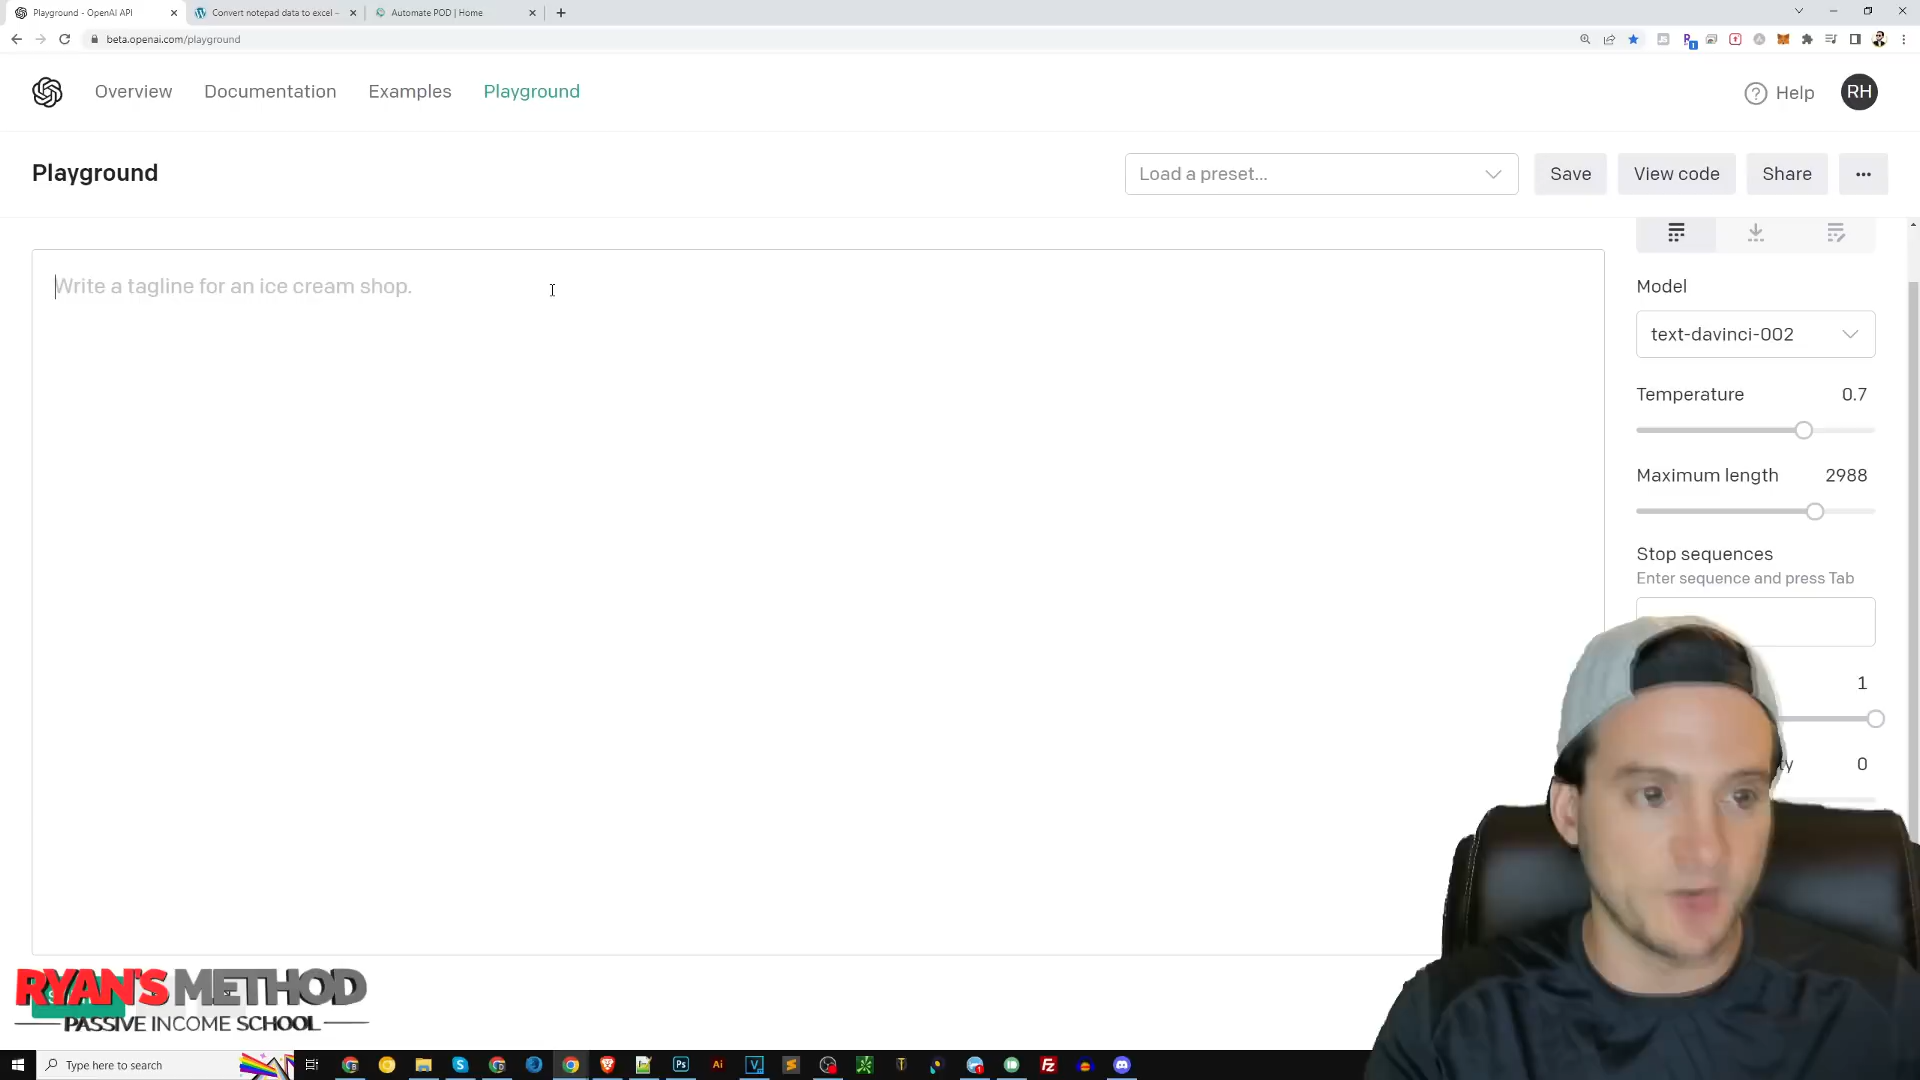 Playground - OpenAI API
Convert notepad data to excel -
Automate POD | Home
beta.openai.com/playground
Overview
Documentation
Examples
Playground
Help
RH
Playground
Load a preset...
Save
View code
Share
Write a tagline for an ice cream shop.
Model
text-davinci-002
Temperature 0.7
Maximum length 2988
Stop sequences
Enter sequence and press Tab
1
ty 0
RYAN'S METHOD
PASSIVE INCOME SCHOOL
Type here to search